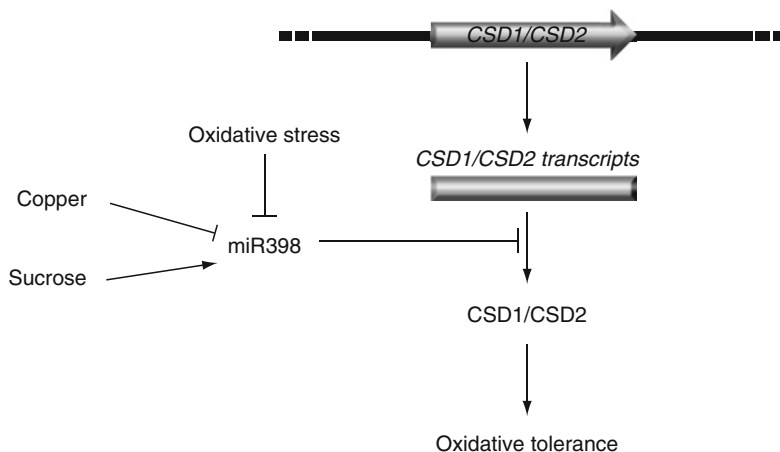 CSD1/CSD2
Oxidative stress
CSD1/CSD2 transcripts
Copper
miR398
Sucrose
CSD1/CSD2
Oxidative tolerance